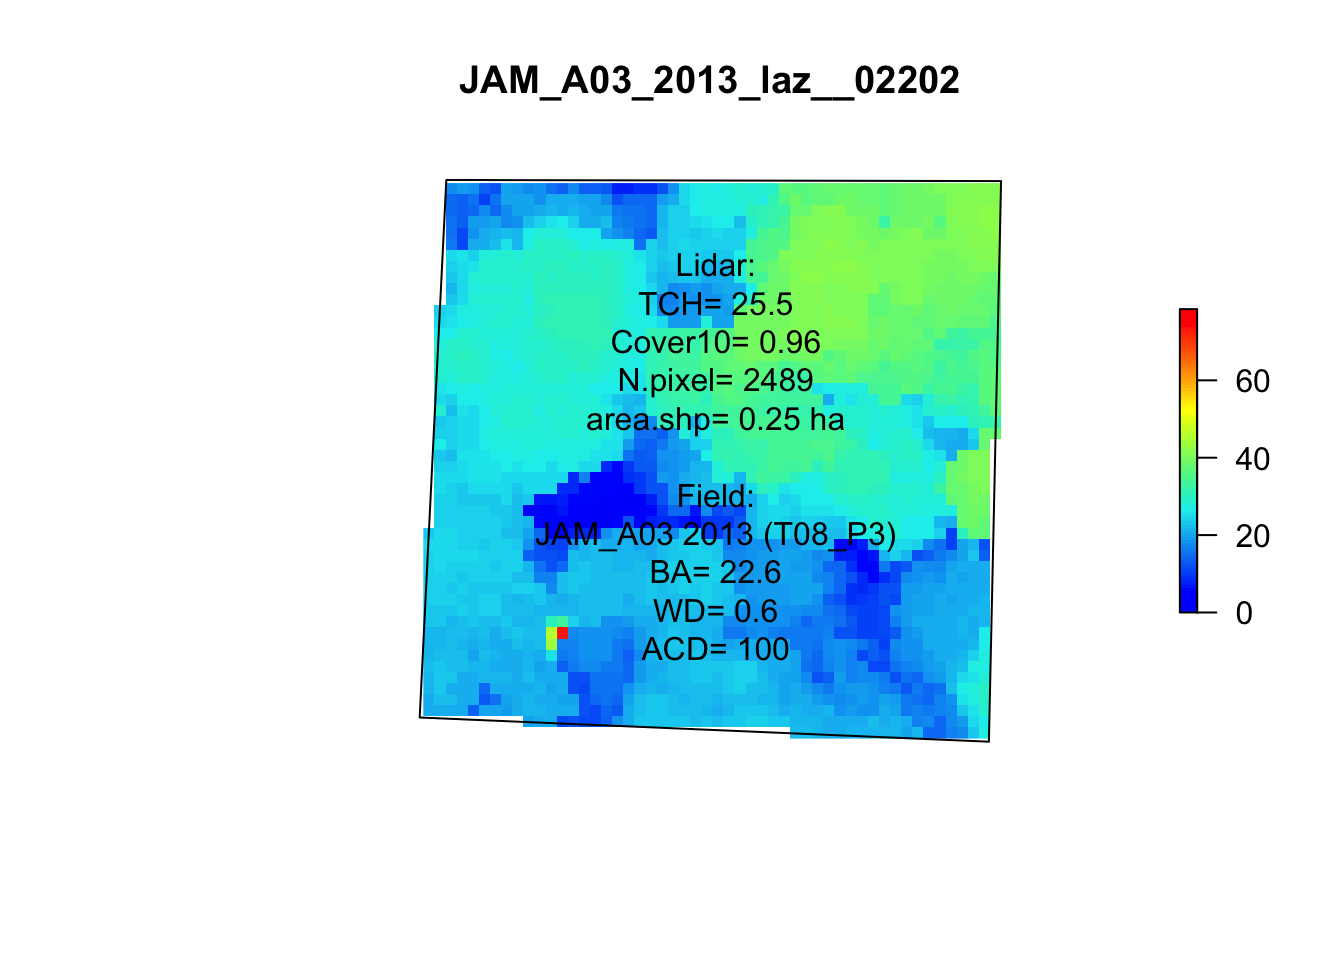 JAM_A03_2013_laz__02202
Lidar:
TCH= 25.5
Cover10= 0.96
N.pixel= 2489
area.shp= 0.25 ha
Field:
JAM_A03 2013 (T08_P3)
BA= 22.6
WD= 0.6
ACD= 100
60
40
20
0